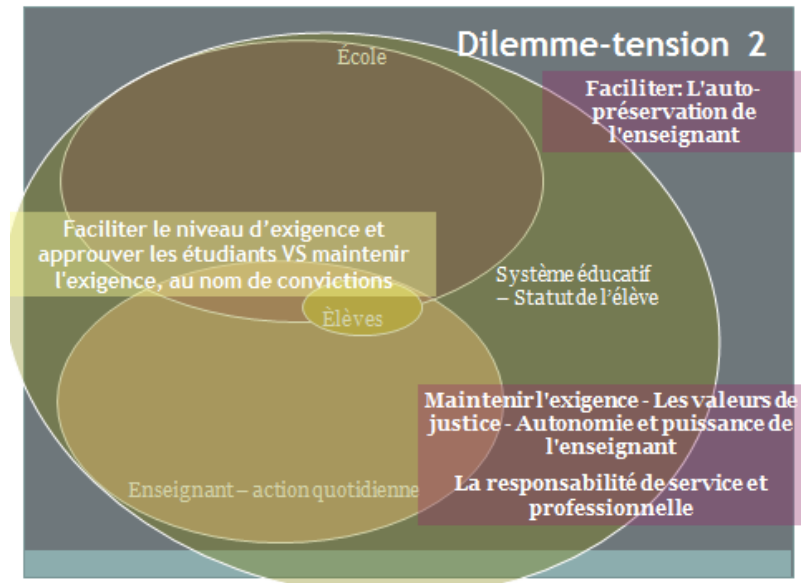 Dilemme-tension 2
École
Faciliter: L'auto-
préservation de
l'enseignant
Faciliter le niveau d'exigence et
approuver les étudiants VS maintenir
l'exigence, au nom de convictions
Système éducatif
– Statut de l'élève
Èlèves
Maintenir l'exigence - Les valeurs de
justice - Autonomie et puissance de
l'enseignant
La responsabilité de service et
professionnelle
Enseignant – action quotidienne